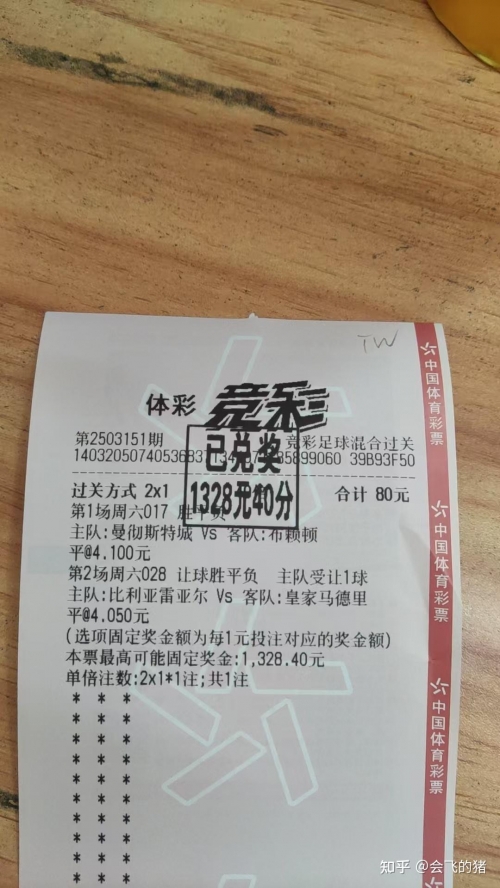 TW
体彩 竞彩
第2503151期 竞彩足球混合过关
已兑奖
1328元40分
39B93F50
过关方式 2x1 合计 80元
第1场周六017 胜平负
主队:曼彻斯特城 Vs 客队:布赖顿
平@4.100元
第2场周六028 让球胜平负 主队受让1球
主队:比利亚雷亚尔 Vs 客队:皇家马德里
平@4.050元
(选项固定奖金额为每1元投注对应的奖金额)
本票最高可能固定奖金:1,328.40元
单倍注数:2x1*1注;共1注
* * *
* * *
* * *
* * *
* * *
* * *
* * *
* * *
* * *
* * *
* * *
中国体育彩票
中国体育彩票
中国体育彩票
知乎 @会飞的猪